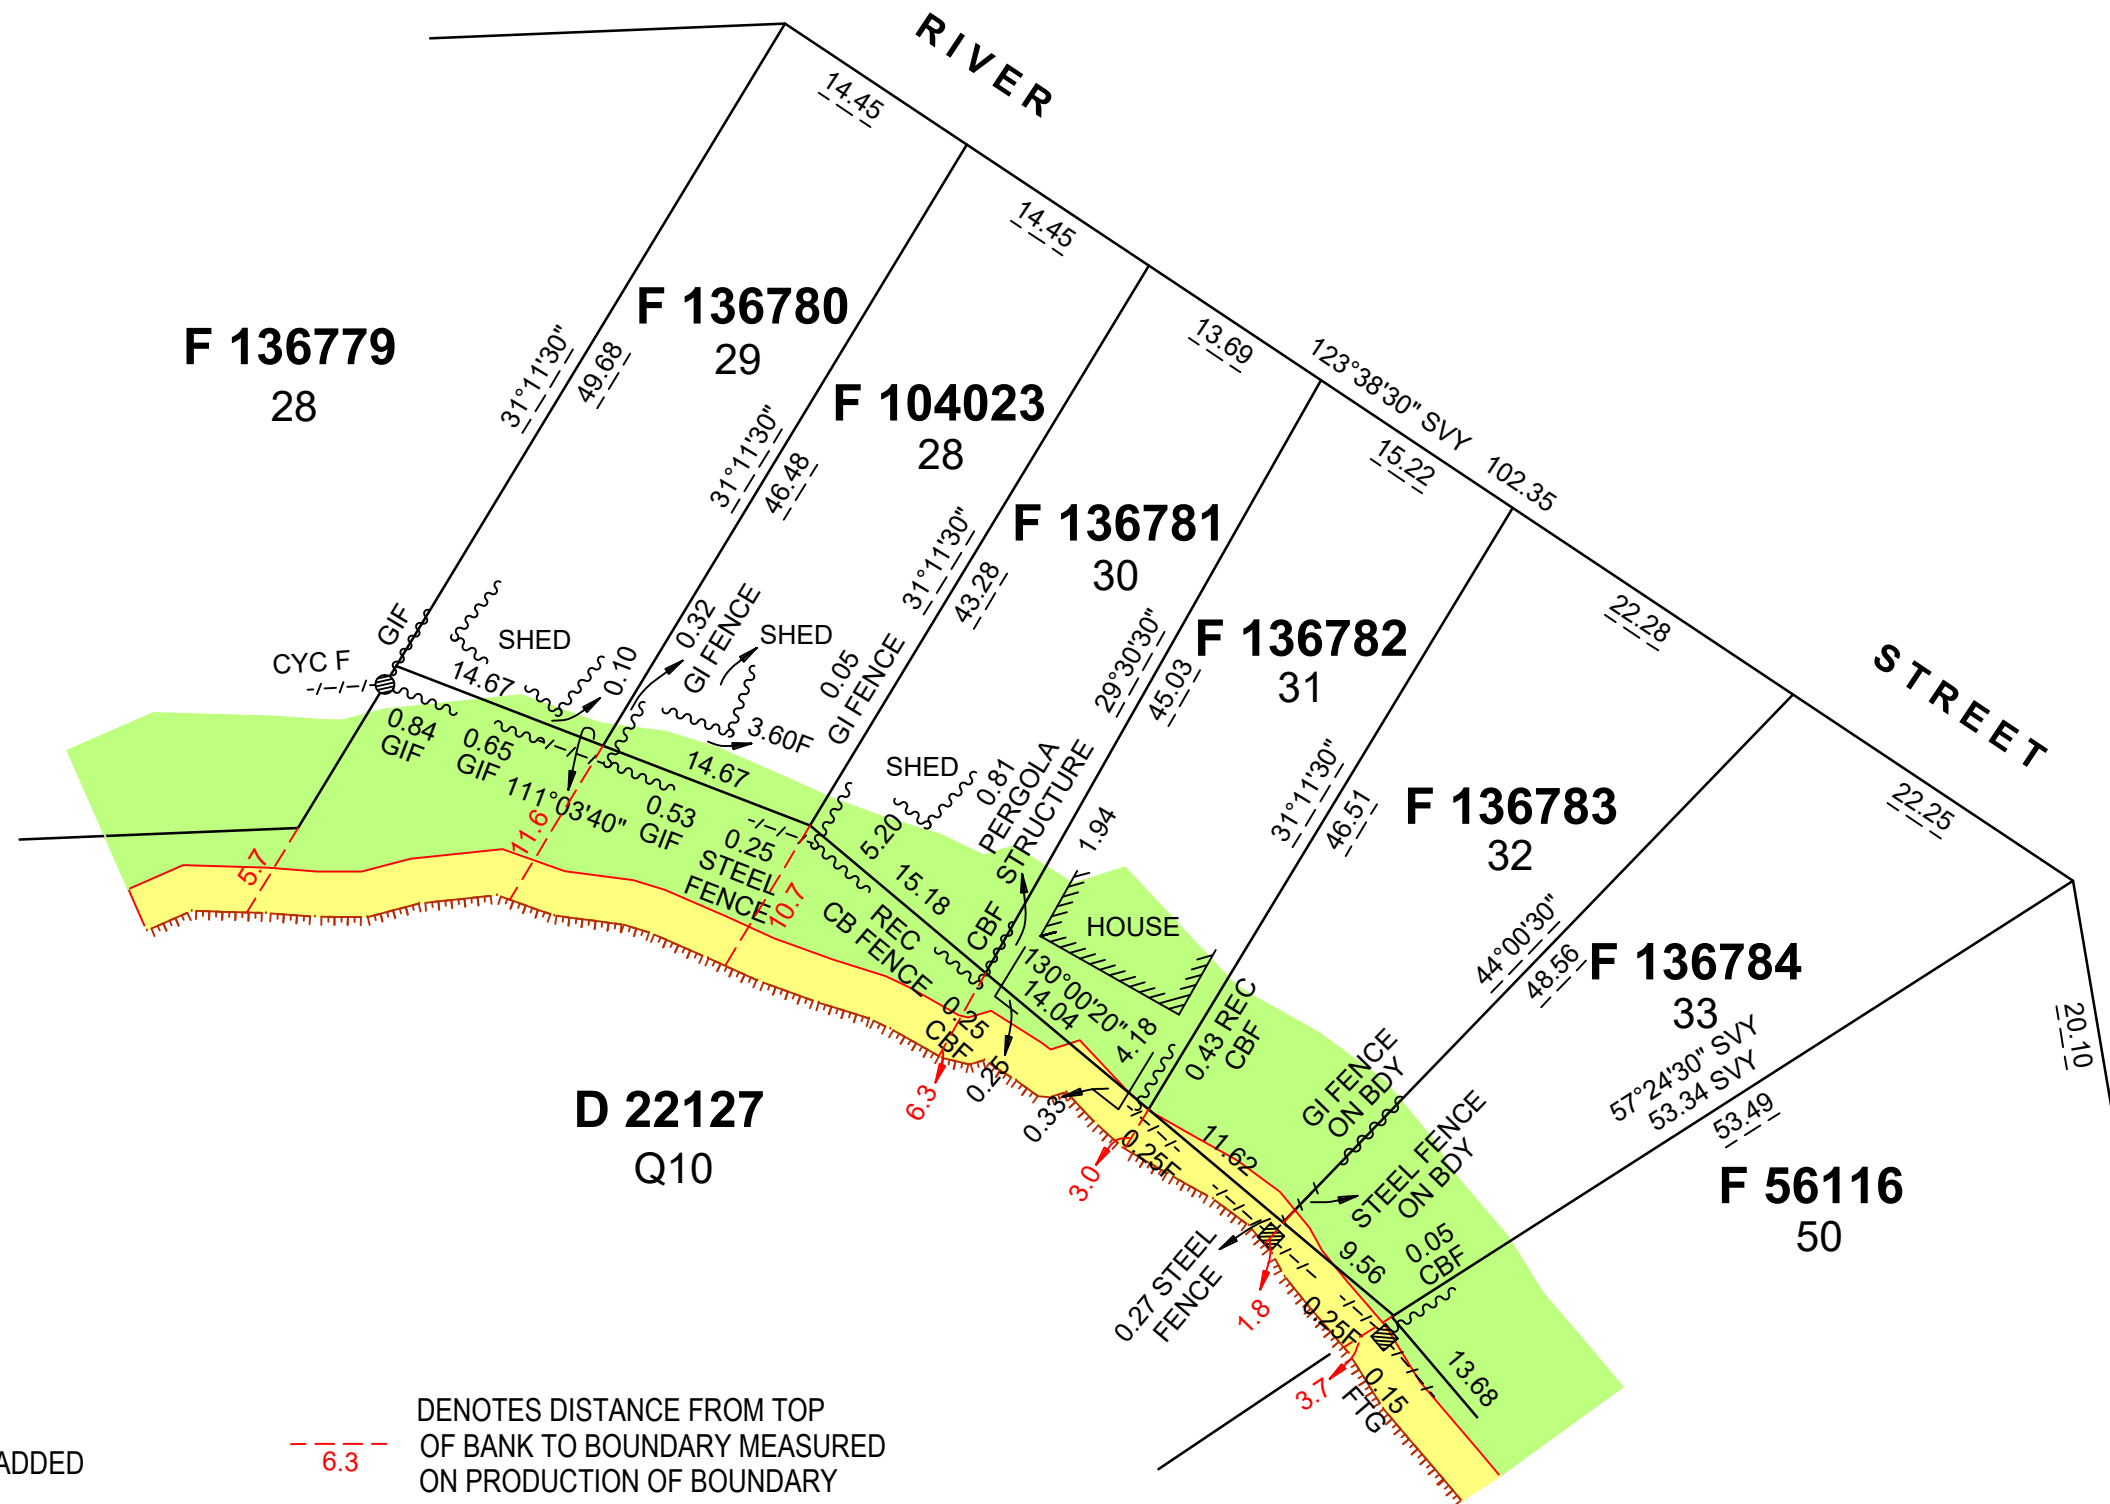 RIVER
STREET
14.45
14.45
13.69
123°38'30" SVY 102.35
15.22
22.28
22.25
20.10
F 136779
28
F 136780
29
F 104023
28
F 136781
30
F 136782
31
F 136783
32
F 136784
33
F 56116
50
D 22127
Q10
31°11'30"
49.68
31°11'30"
46.48
31°11'30"
43.28
29°30'30"
45.03
31°11'30"
46.51
44°00'30"
48.56
57°24'30" SVY
53.34 SVY
53.49
GIF
CYC F
SHED
14.67
0.10
0.32
GI FENCE
SHED
3.60F
0.05
GI FENCE
0.84
GIF
0.65
GIF
111°03'40"
0.53
GIF
14.67
0.25
STEEL
FENCE
SHED
5.20
15.18
0.81
PERGOLA
STRUCTURE
1.94
REC
CB FENCE
CBF
0.25
CBF
HOUSE
130°00'20"
14.04
4.18
0.25
0.33
0.43 REC
CBF
0.25F
11.62
GI FENCE
ON BDY
STEEL FENCE
ON BDY
0.27 STEEL
FENCE
9.56
0.05
CBF
0.25F
0.15
FTG
13.68
5.7
11.6
10.7
6.3
3.0
1.8
3.7
ADDED
6.3
DENOTES DISTANCE FROM TOP
OF BANK TO BOUNDARY MEASURED
ON PRODUCTION OF BOUNDARY